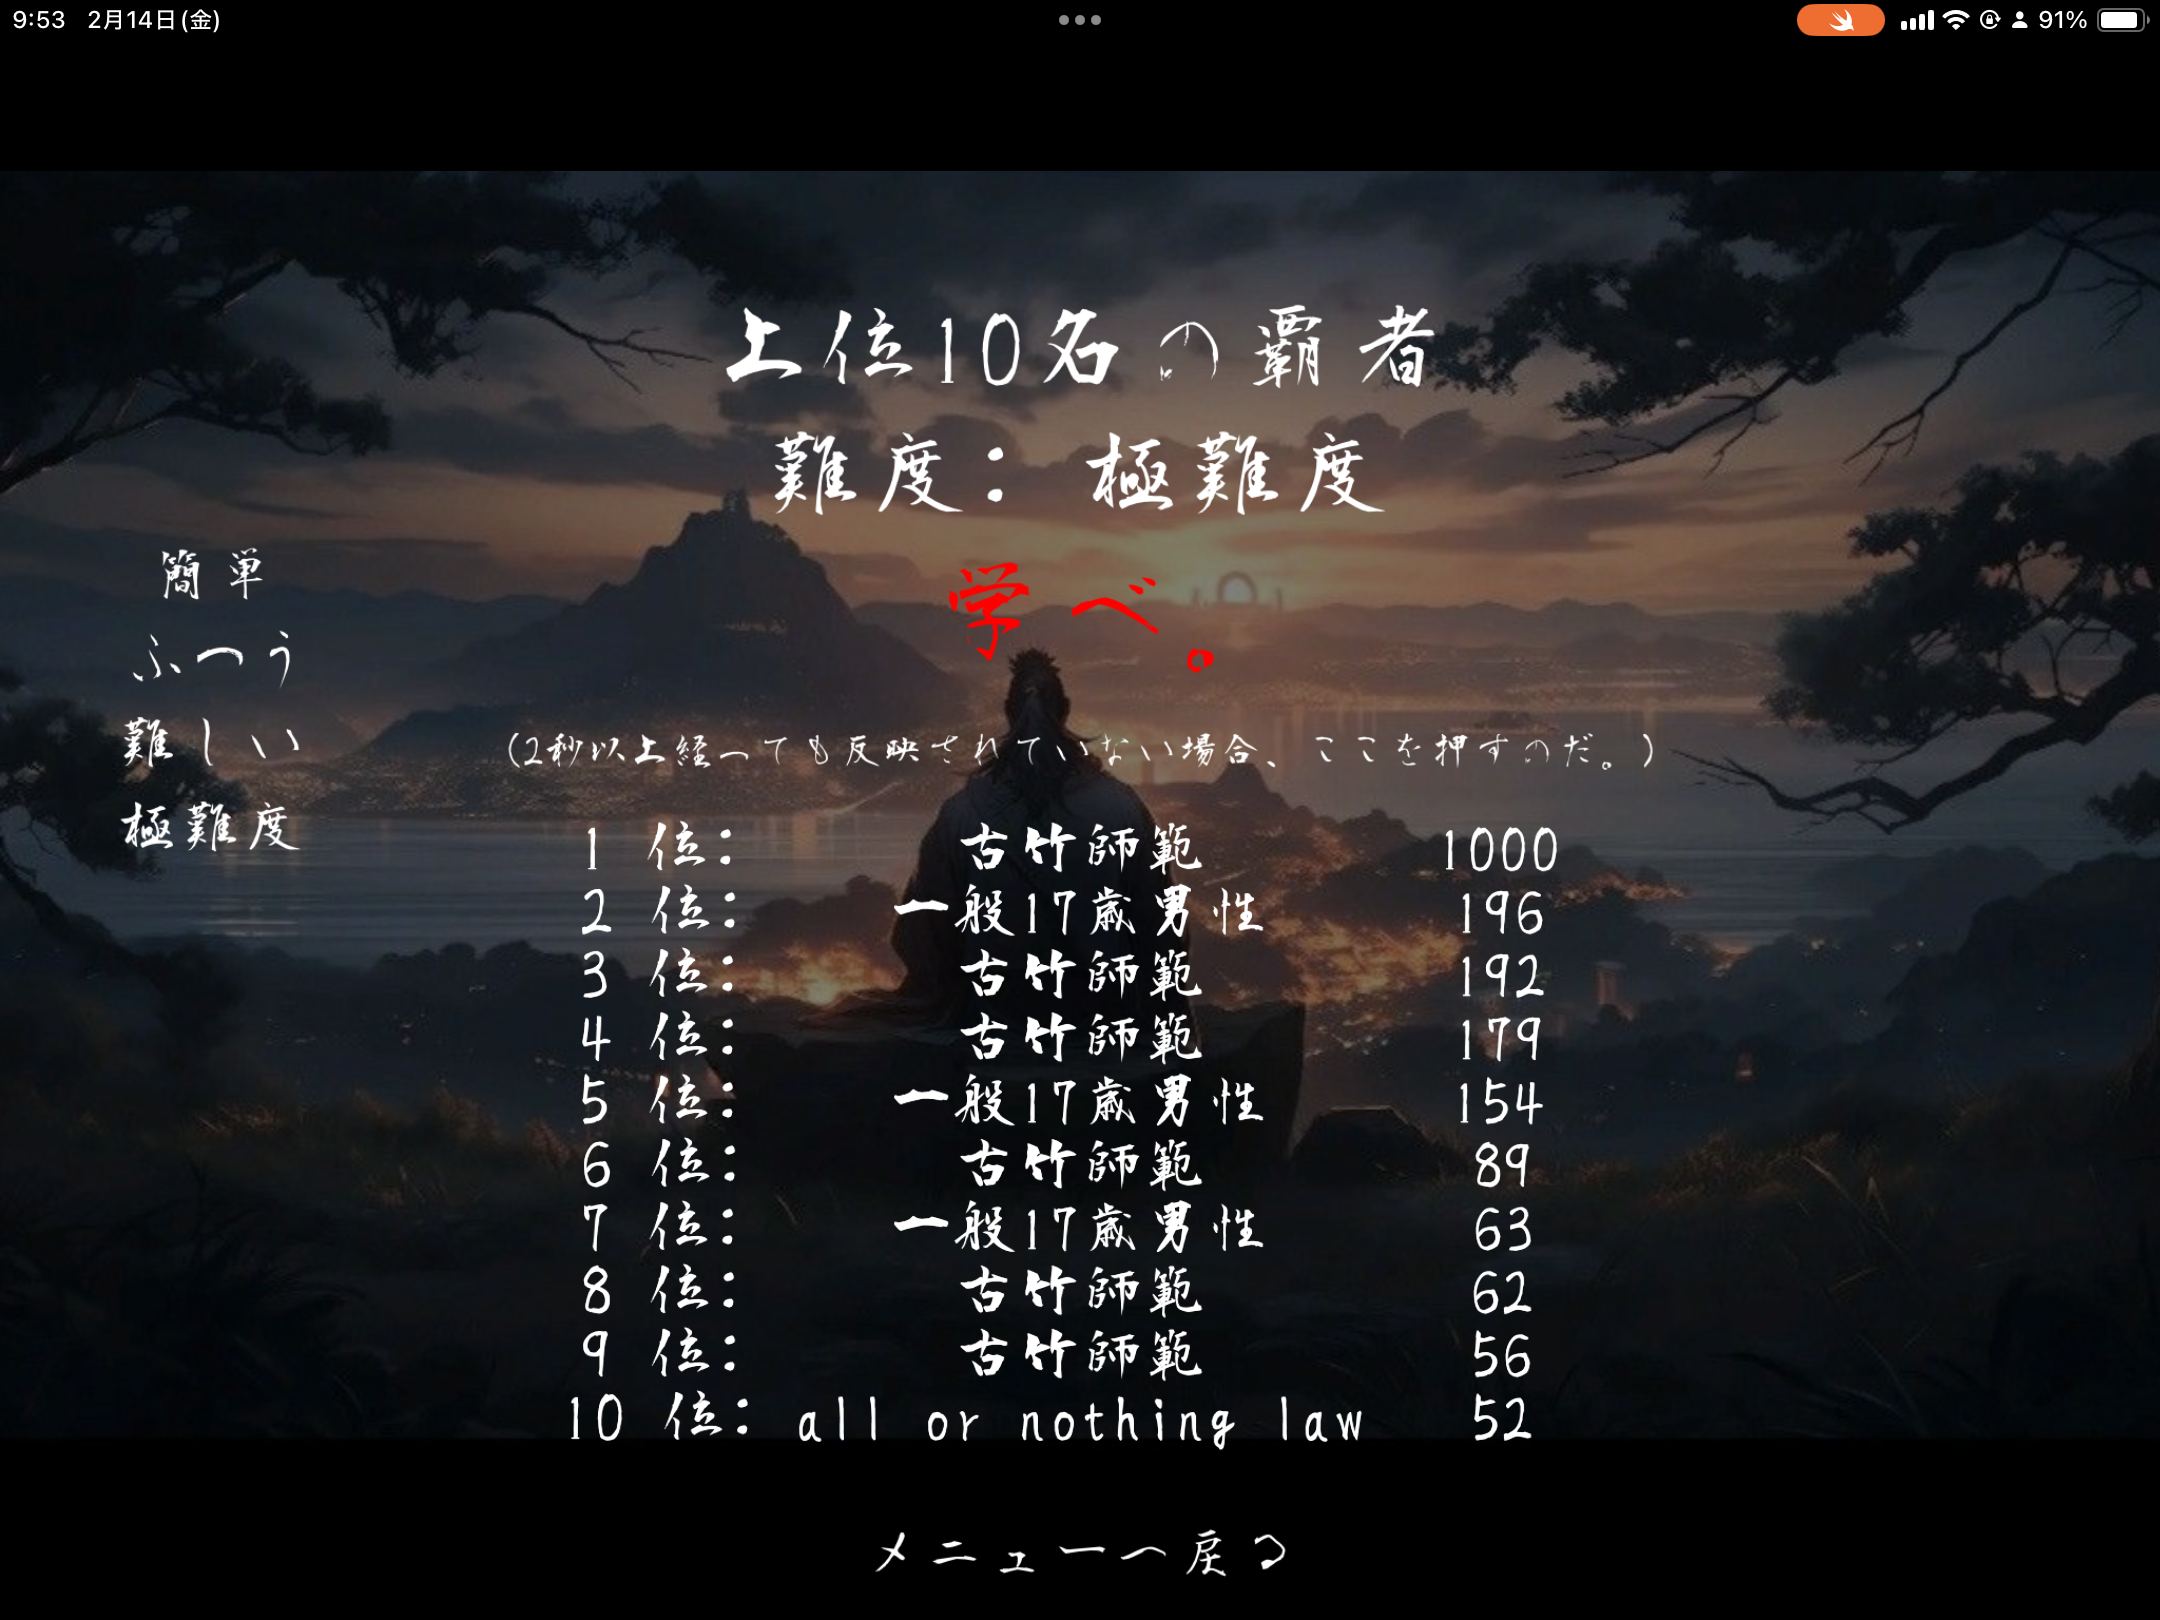 9:53 2月14日(金)
91%
上位10名の覇者
難度: 極難度
学べ。
簡単
ふつう
難しい
極難度
(2秒以上経っても反映されていない場合、ここを押すのだ。)
1 位: 古竹師範 1000
2 位: 一般17歳男性 196
3 位: 古竹師範 192
4 位: 古竹師範 179
5 位: 一般17歳男性 154
6 位: 古竹師範 89
7 位: 一般17歳男性 63
8 位: 古竹師範 62
9 位: 古竹師範 56
10 位: all or nothing law 52
メニューへ戻る